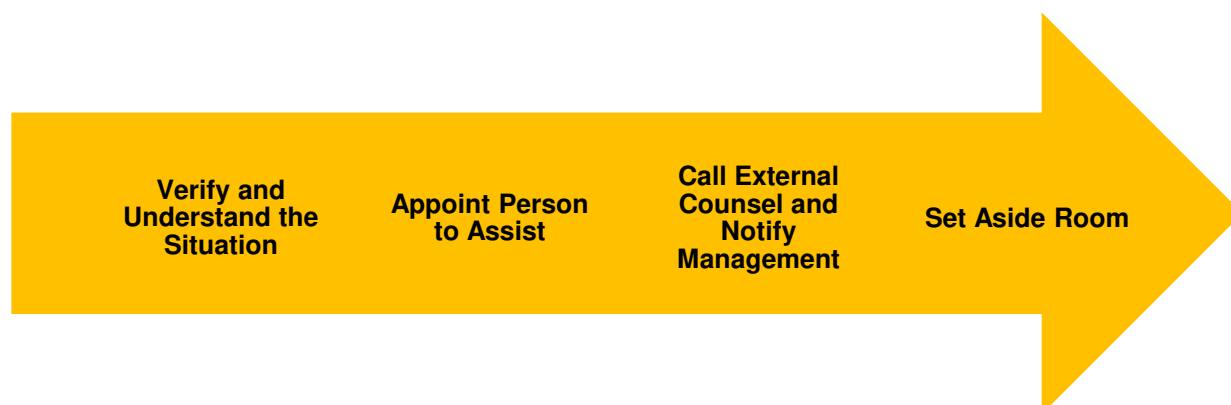 Verify and
Understand the
Situation
Appoint Person
to Assist
Call External
Counsel and
Notify
Management
Set Aside Room